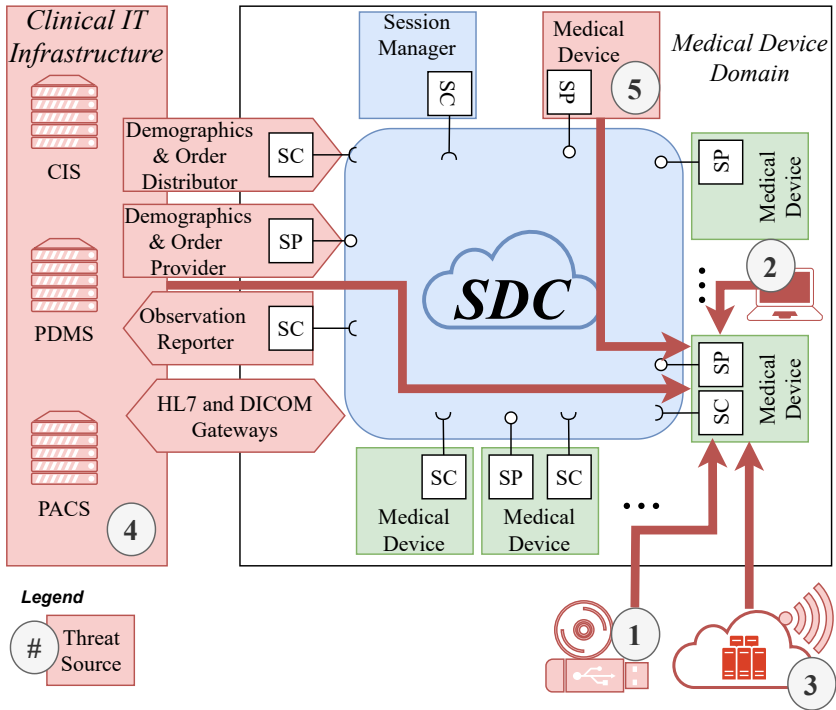 Clinical IT
Infrastructure
CIS
PDMS
PACS
4
Demographics
& Order
Distributor
SC
Demographics
& Order
Provider
SP
Observation
Reporter
SC
HL7 and DICOM
Gateways
Session
Manager
SC
Medical
Device
SP
5
Medical Device
Domain
SP
Medical
Device
2
SDC
SP
SC
Medical
Device
SC
Medical
Device
SP
SC
Medical
Device
Legend
#
Threat
Source
1
3